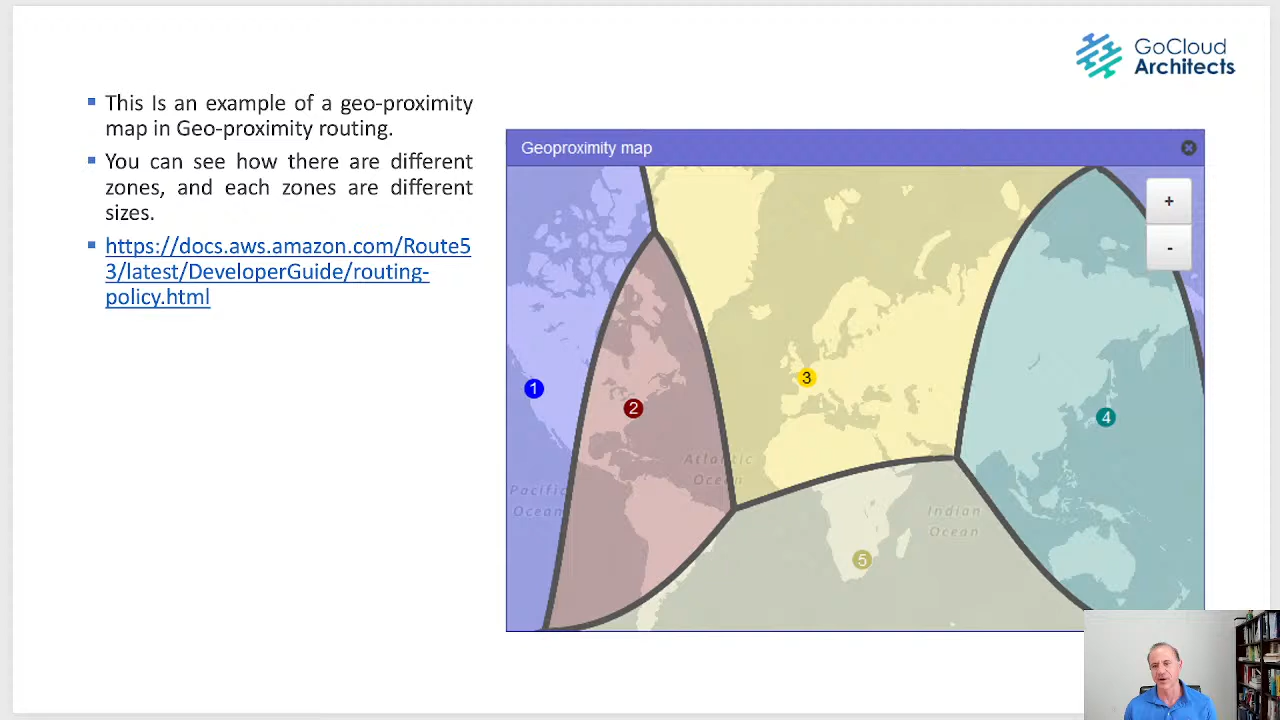 GoCloud
Architects
This Is an example of a geo-proximity
map in Geo-proximity routing.
You can see how there are different
zones, and each zones are different
sizes.
https://docs.aws.amazon.com/Route5
3/latest/DeveloperGuide/routing-
policy.html
Geoproximity map
+
-
1
2
3
4
Atlantic
Ocean
Pacific
Ocean
Indian
Ocean
5